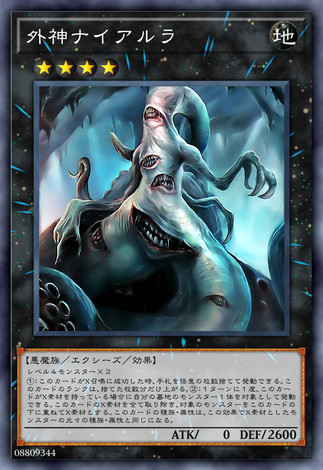 外神ナイアルラ
地
【悪魔族／エクシーズ／効果】
レベル４モンスター×２
①：このカードがX召喚に成功した時、手札を任意の枚数捨てて発動できる。こ
のカードのランクは、捨てた枚数分だけ上がる。②：１ターンに１度、このカー
ドがX素材を持っている場合に自分の墓地のモンスター１体を対象として発動で
きる。このカードのX素材を全て取り除き、対象のモンスターをこのカードの
下に重ねてX素材とする。このカードの種族・属性は、この効果でX素材としたモ
ンスターの元々の種族・属性と同じになる。
ATK/ 0 DEF/2600
08809344